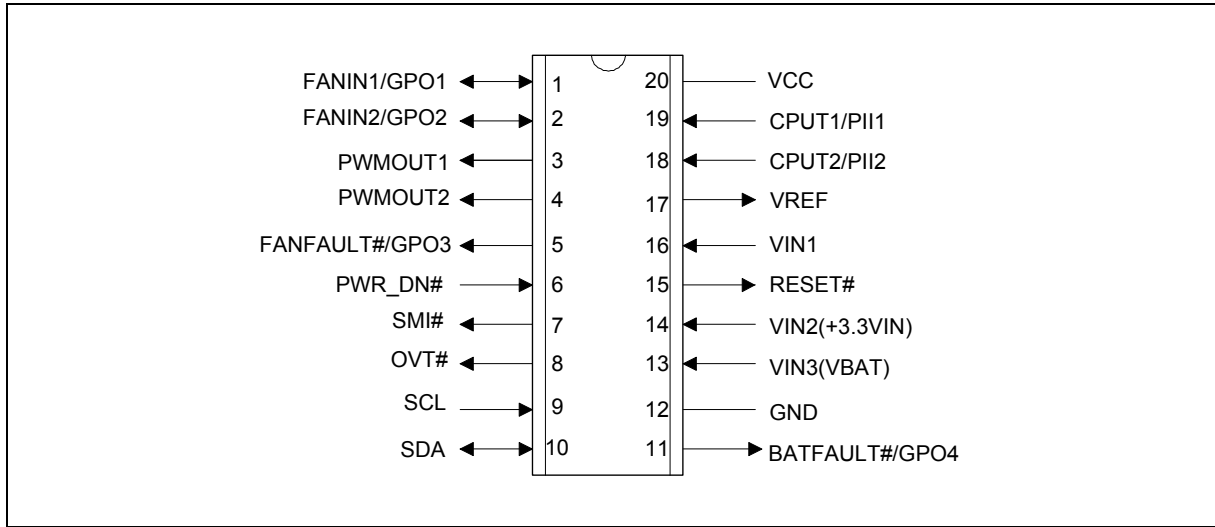 FANIN1/GPO1 1 20 VCC
FANIN2/GPO2 2 19 CPUT1/PII1
PWMOUT1 3 18 CPUT2/PII2
PWMOUT2 4 17 VREF
FANFAULT#/GPO3 5 16 VIN1
PWR_DN# 6 15 RESET#
SMI# 7 14 VIN2(+3.3VIN)
OVT# 8 13 VIN3(VBAT)
SCL 9 12 GND
SDA 10 11 BATFAULT#/GPO4